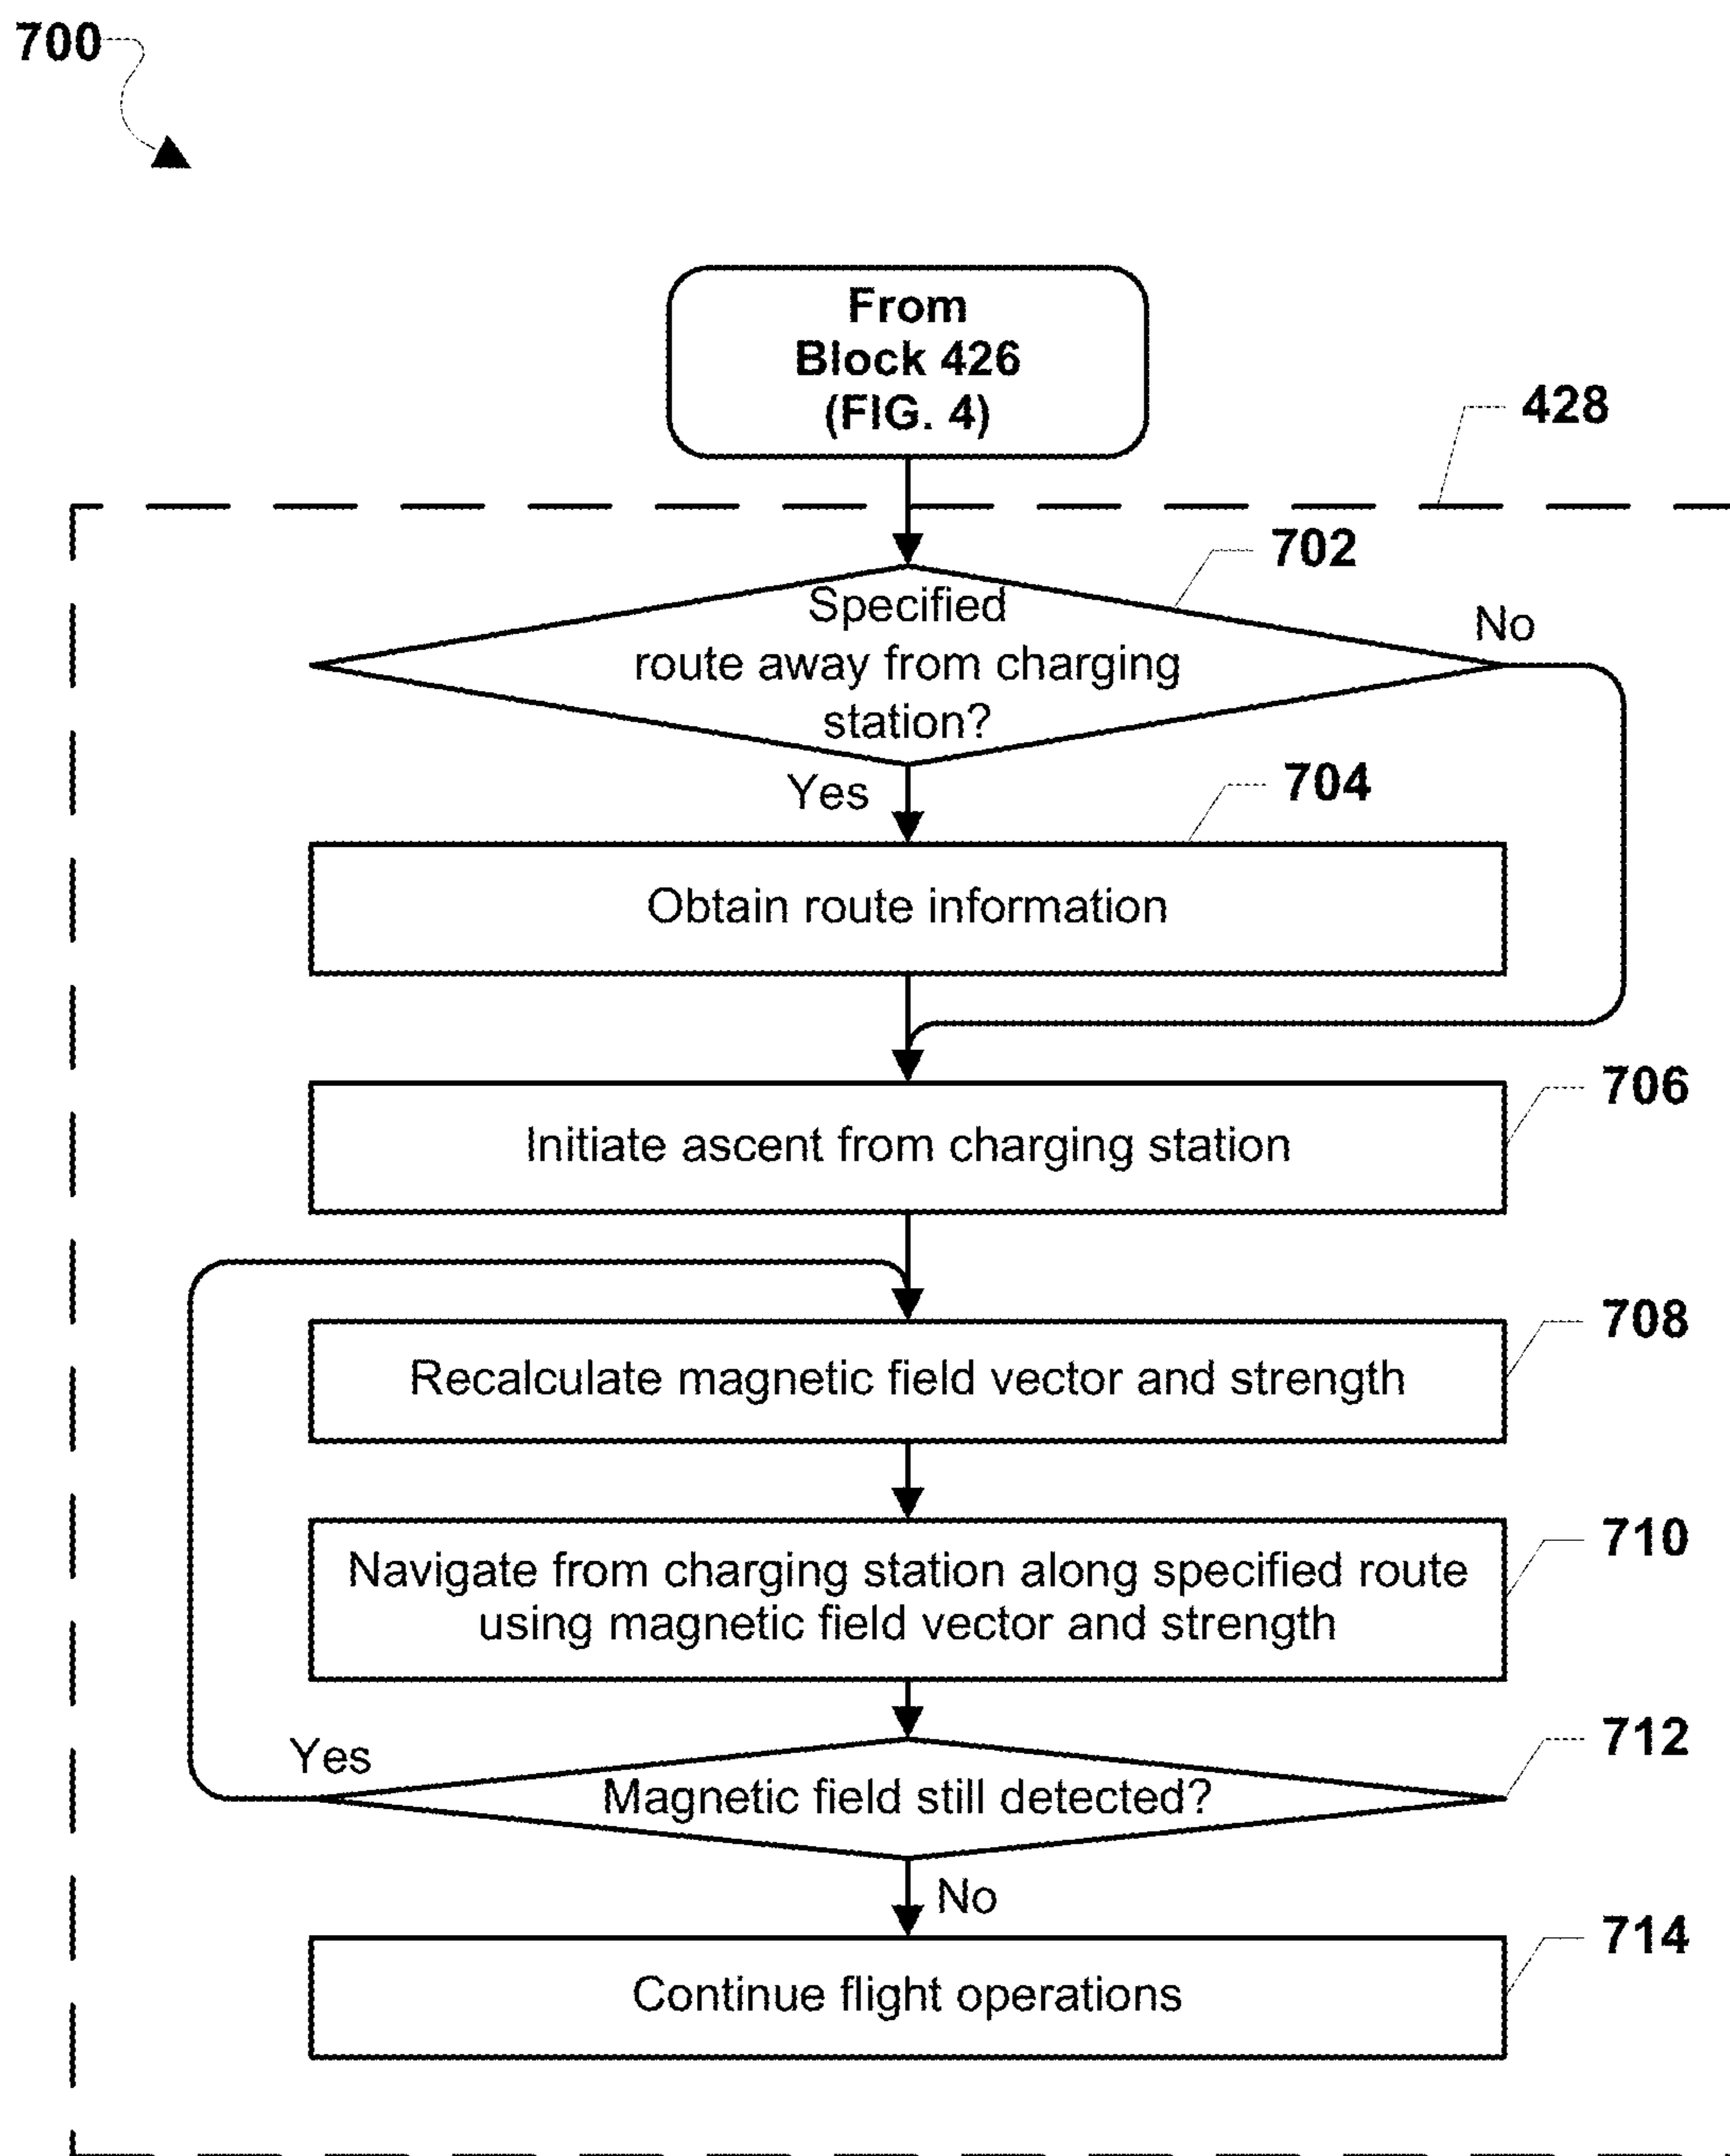 700
From
Block 426
(FIG. 4)
428
702
Specified
route away from charging
station?
No
Yes
704
Obtain route information
706
Initiate ascent from charging station
708
Recalculate magnetic field vector and strength
710
Navigate from charging station along specified route
using magnetic field vector and strength
712
Yes
Magnetic field still detected?
No
714
Continue flight operations